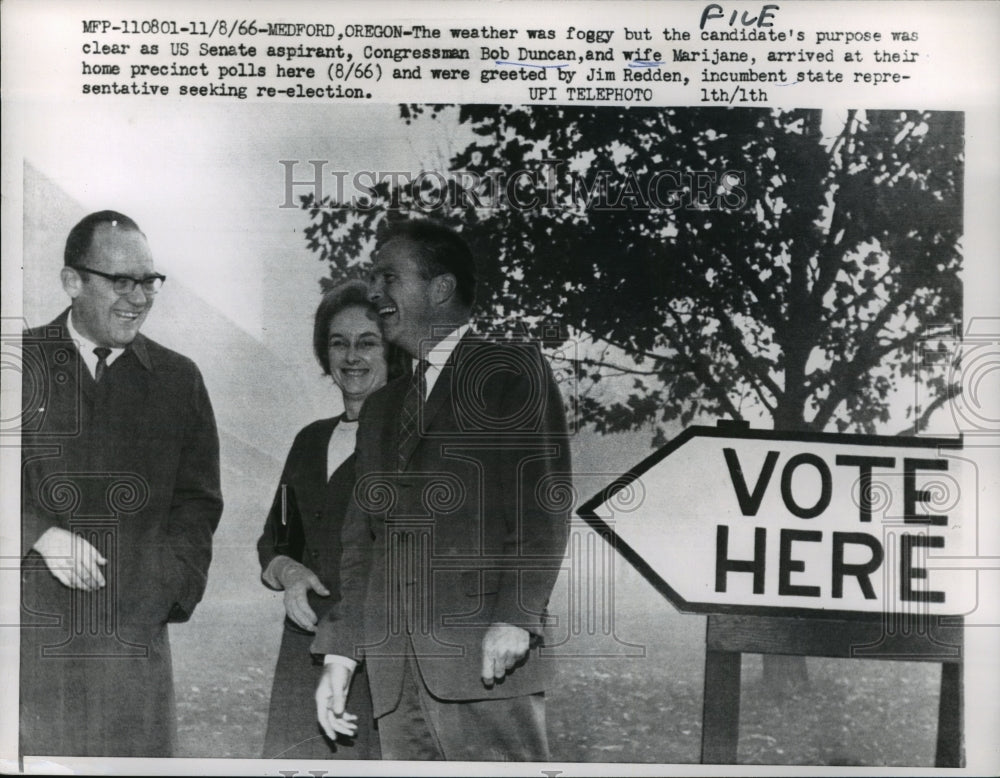 FILE
MFP-110801-11/8/66-MEDFORD,OREGON-The weather was foggy but the candidate's purpose was
clear as US Senate aspirant, Congressman Bob Duncan,and wife Marijane, arrived at their
home precinct polls here (8/66) and were greeted by Jim Redden, incumbent state repre-
sentative seeking re-election. UPI TELEPHOTO lth/lth
HISTORIC IMAGES
VOTE
HERE